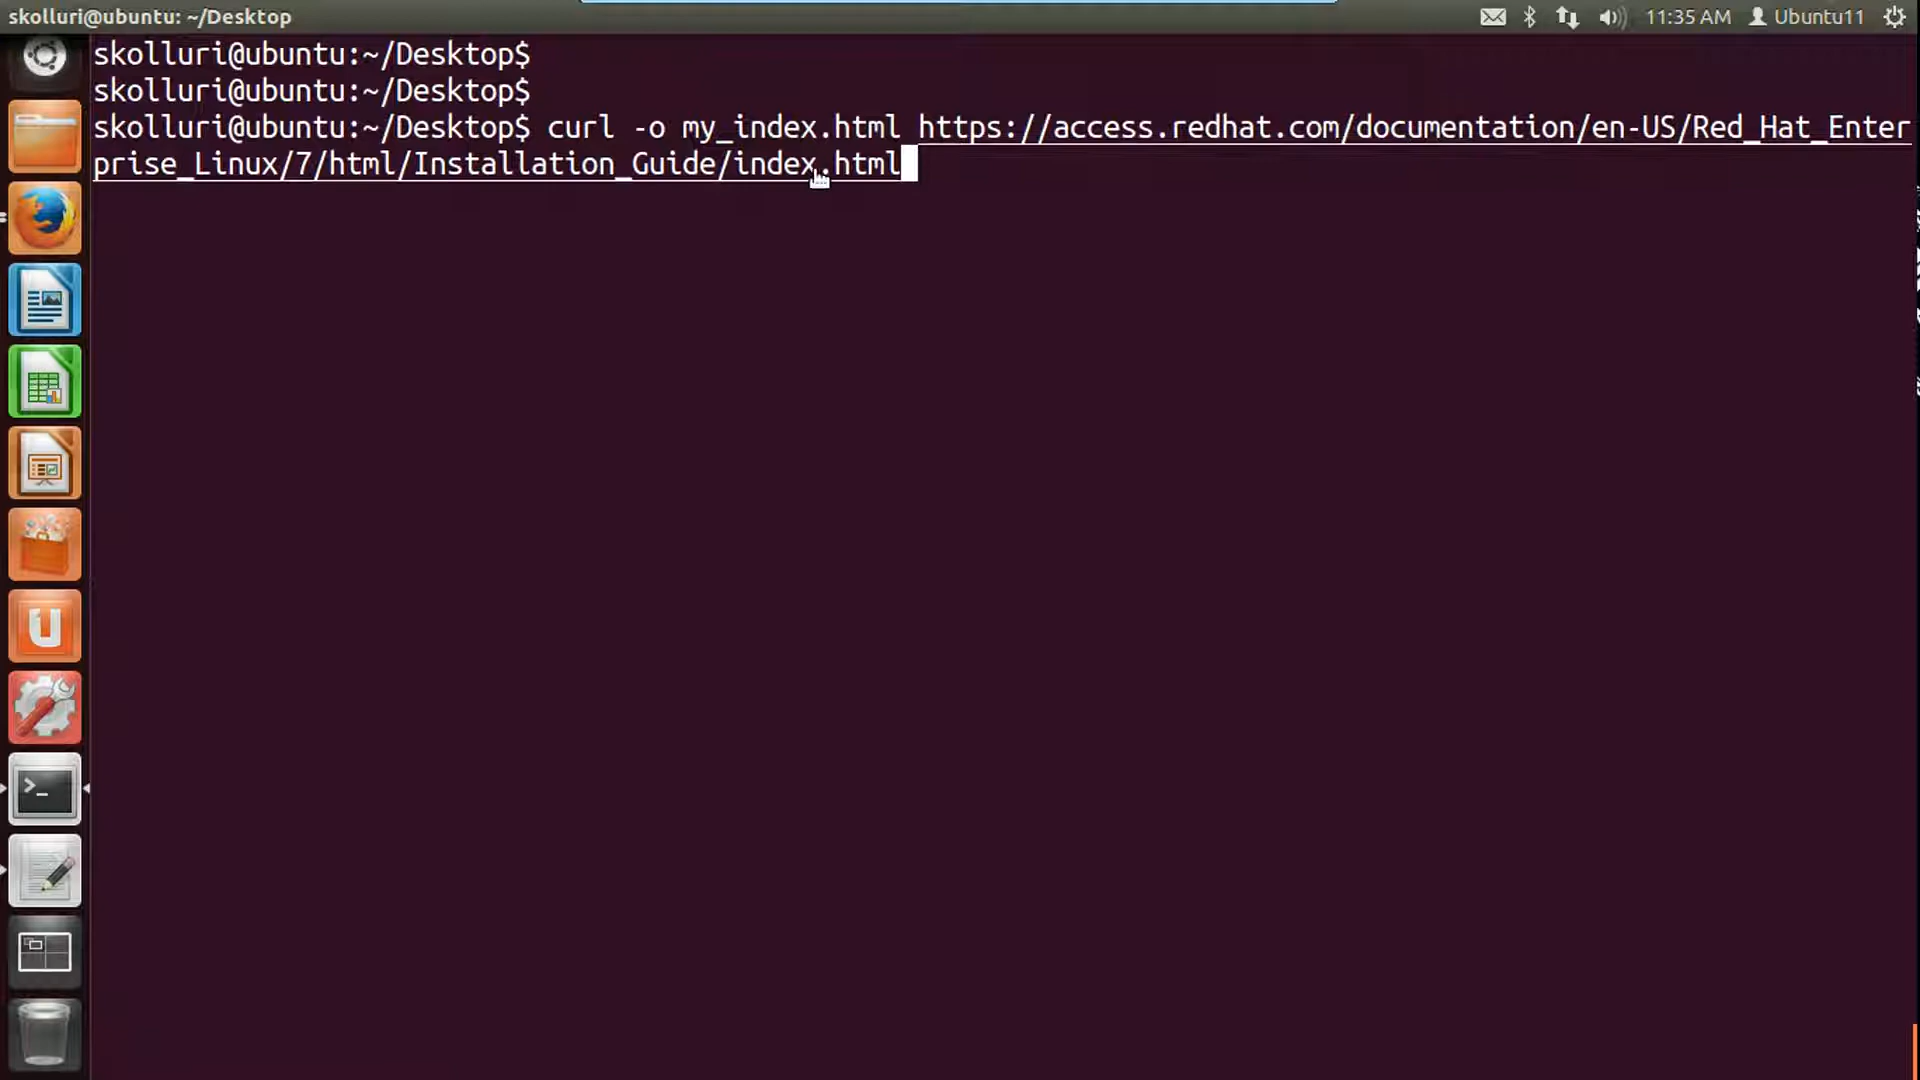 skolluri@ubuntu: ~/Desktop
11:35 AM
Ubuntu11
skolluri@ubuntu:~/Desktop$
skolluri@ubuntu:~/Desktop$
skolluri@ubuntu:~/Desktop$ curl -o my_index.html https://access.redhat.com/documentation/en-US/Red_Hat_Enter
prise_Linux/7/html/Installation_Guide/index.html